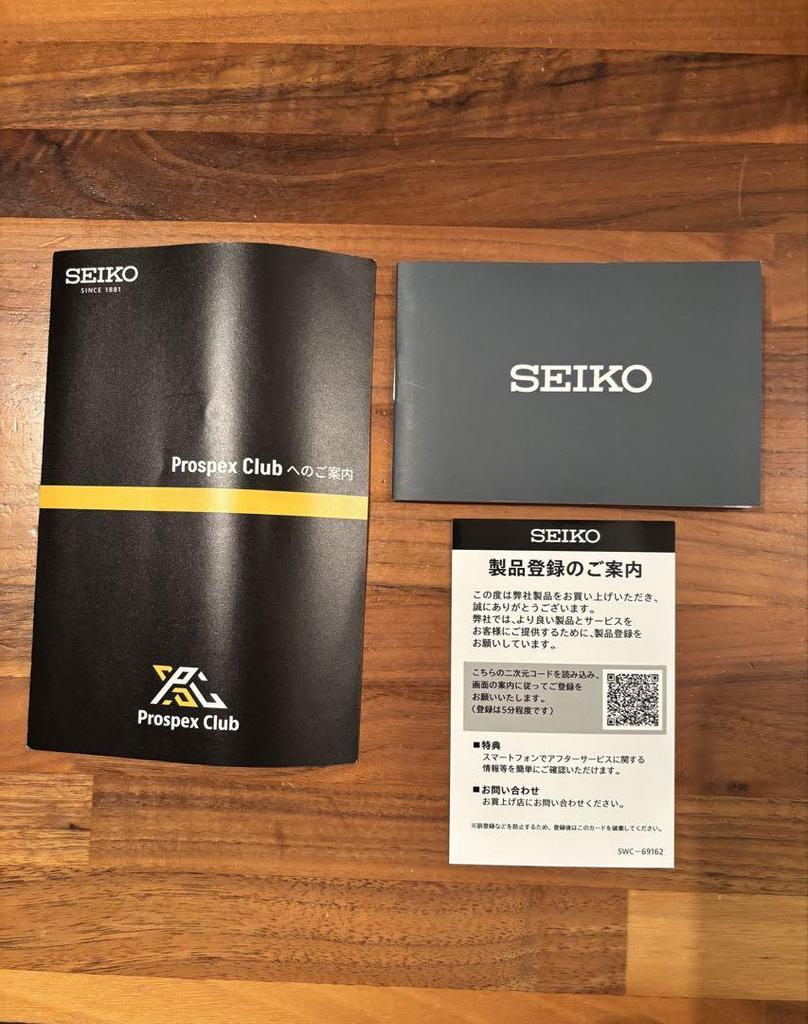 SEIKO
SINCE 1881
Prospex Club へのご案内
Prospex Club
SEIKO
SEIKO
製品登録のご案内
この度は弊社製品をお買い上げいただき、
誠にありがとうございます。
弊社では、より良い製品とサービスを
お客様にご提供するために、製品登録を
お願いしています。
こちらの二次元コードを読み込み、
画面の案内に従ってご登録を
お願いいたします。
（登録は5分程度です）
■特典
スマートフォンでアフターサービスに関する
情報等を簡単にご確認いただけます。
■お問い合わせ
お買上げ店にお問い合わせください。
※誤登録などを防止するため、登録後はこのカードを破棄してください。
SWC－69162